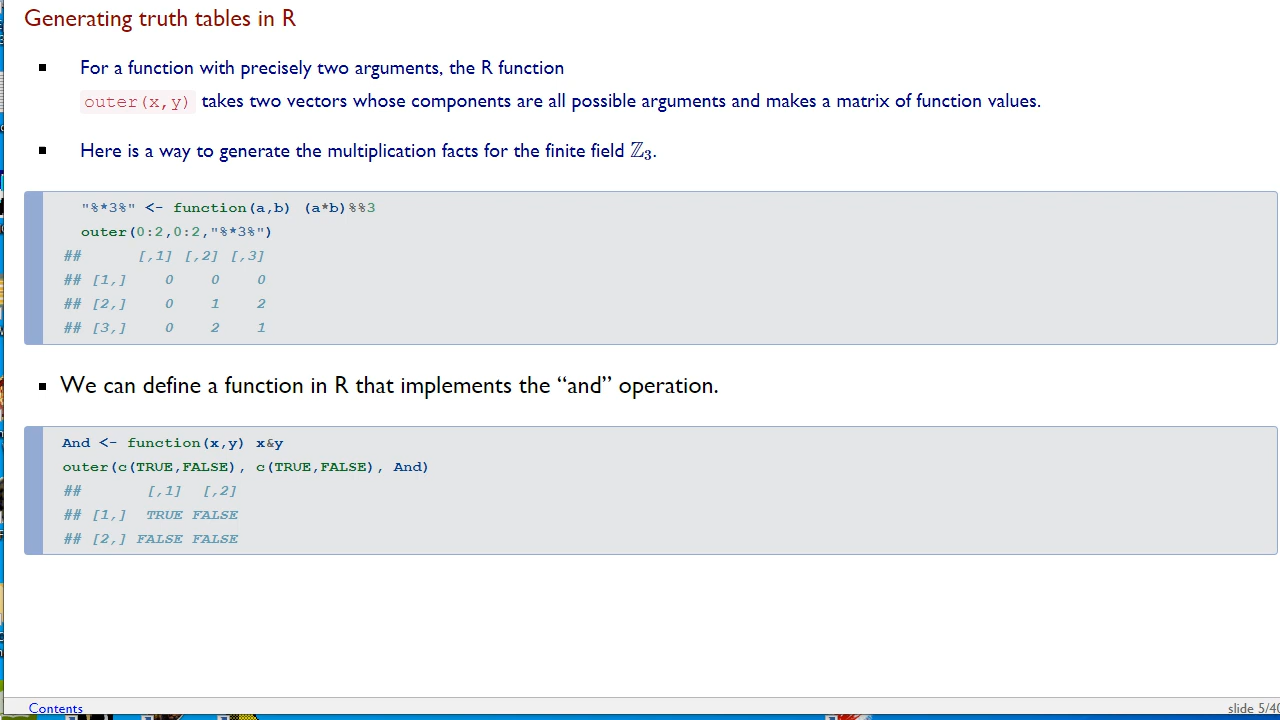 Generating truth tables in R
▪ For a function with precisely two arguments, the R function
outer(x,y) takes two vectors whose components are all possible arguments and makes a matrix of function values.
▪ Here is a way to generate the multiplication facts for the finite field ℤ₃.
"%*3%" <- function(a,b) (a*b)%%3
outer(0:2,0:2,"%*3%")
##      [,1] [,2] [,3]
## [1,]    0    0    0
## [2,]    0    1    2
## [3,]    0    2    1
▪ We can define a function in R that implements the “and” operation.
And <- function(x,y) x&y
outer(c(TRUE,FALSE), c(TRUE,FALSE), And)
##       [,1]  [,2]
## [1,]  TRUE FALSE
## [2,] FALSE FALSE
Contents
slide 5/40